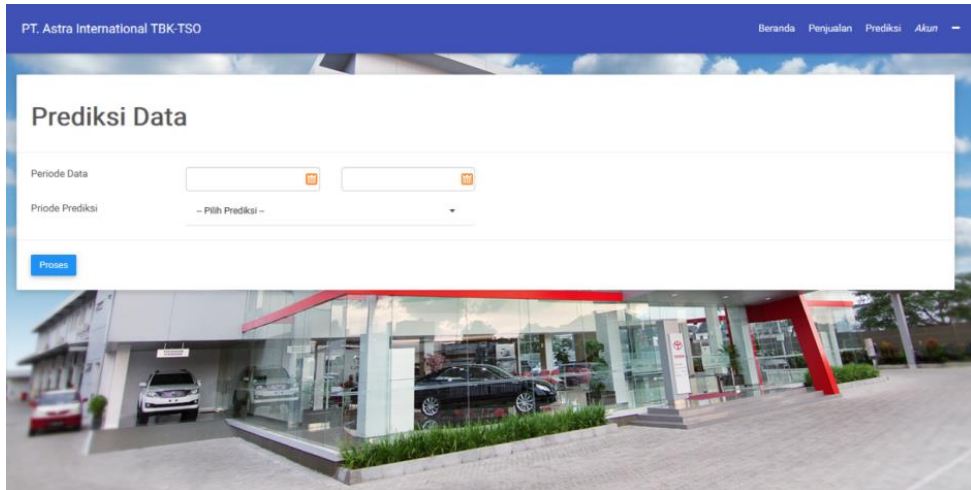 PT. Astra International TBK-TSO
Beranda Penjualan Prediksi Akun
Prediksi Data
Periode Data
Priode Prediksi
-- Pilih Prediksi --
Proses